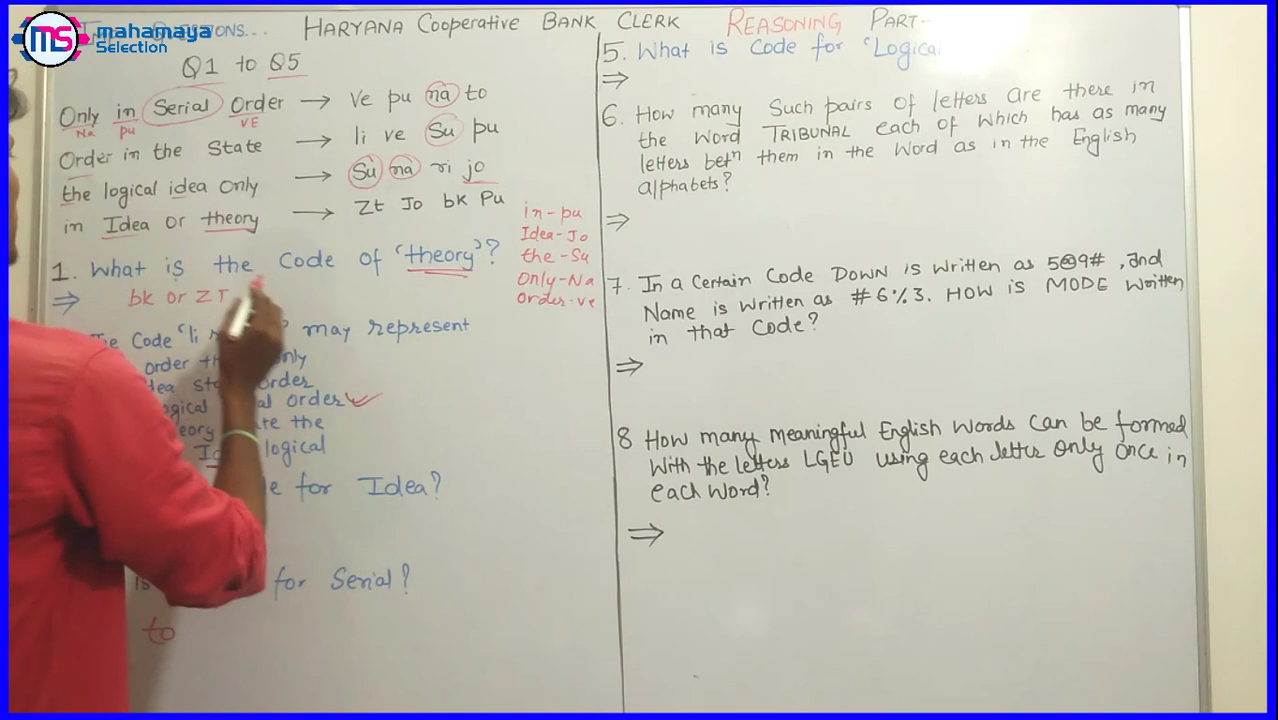 mahamaya
Selection
HARYANA COOPERATIVE BANK CLERK REASONING PART-
Q1 to Q5
Only in Serial Order → ve pu na to
Na pu VE
Order in the State → li ve Su pu
the logical idea Only → Su na ri jo
in Idea or theory → Zt Jo bk Pu
in-pu
Idea-Jo
the-Su
Only-Na
Order-ve
1. What is the Code of 'theory'?
⇒ bk or ZT
Code 'li may represent
order
Order
Order
the
logical
for Idea?
for Serial?
to
5. What is Code for 'Logical
⇒
6. How many Such pairs of letters are there in
the Word TRIBUNAL each of which has as many
letters betn them in the Word as in the English
alphabets?
⇒
7. In a Certain Code DOWN is Written as 5@9#, and
Name is Written as #6%3. HOW is MODE Written
in that Code?
⇒
8 How many Meaningful English Words Can be formed
With the letters LGEU using each letter Only Once in
each Word?
⇒